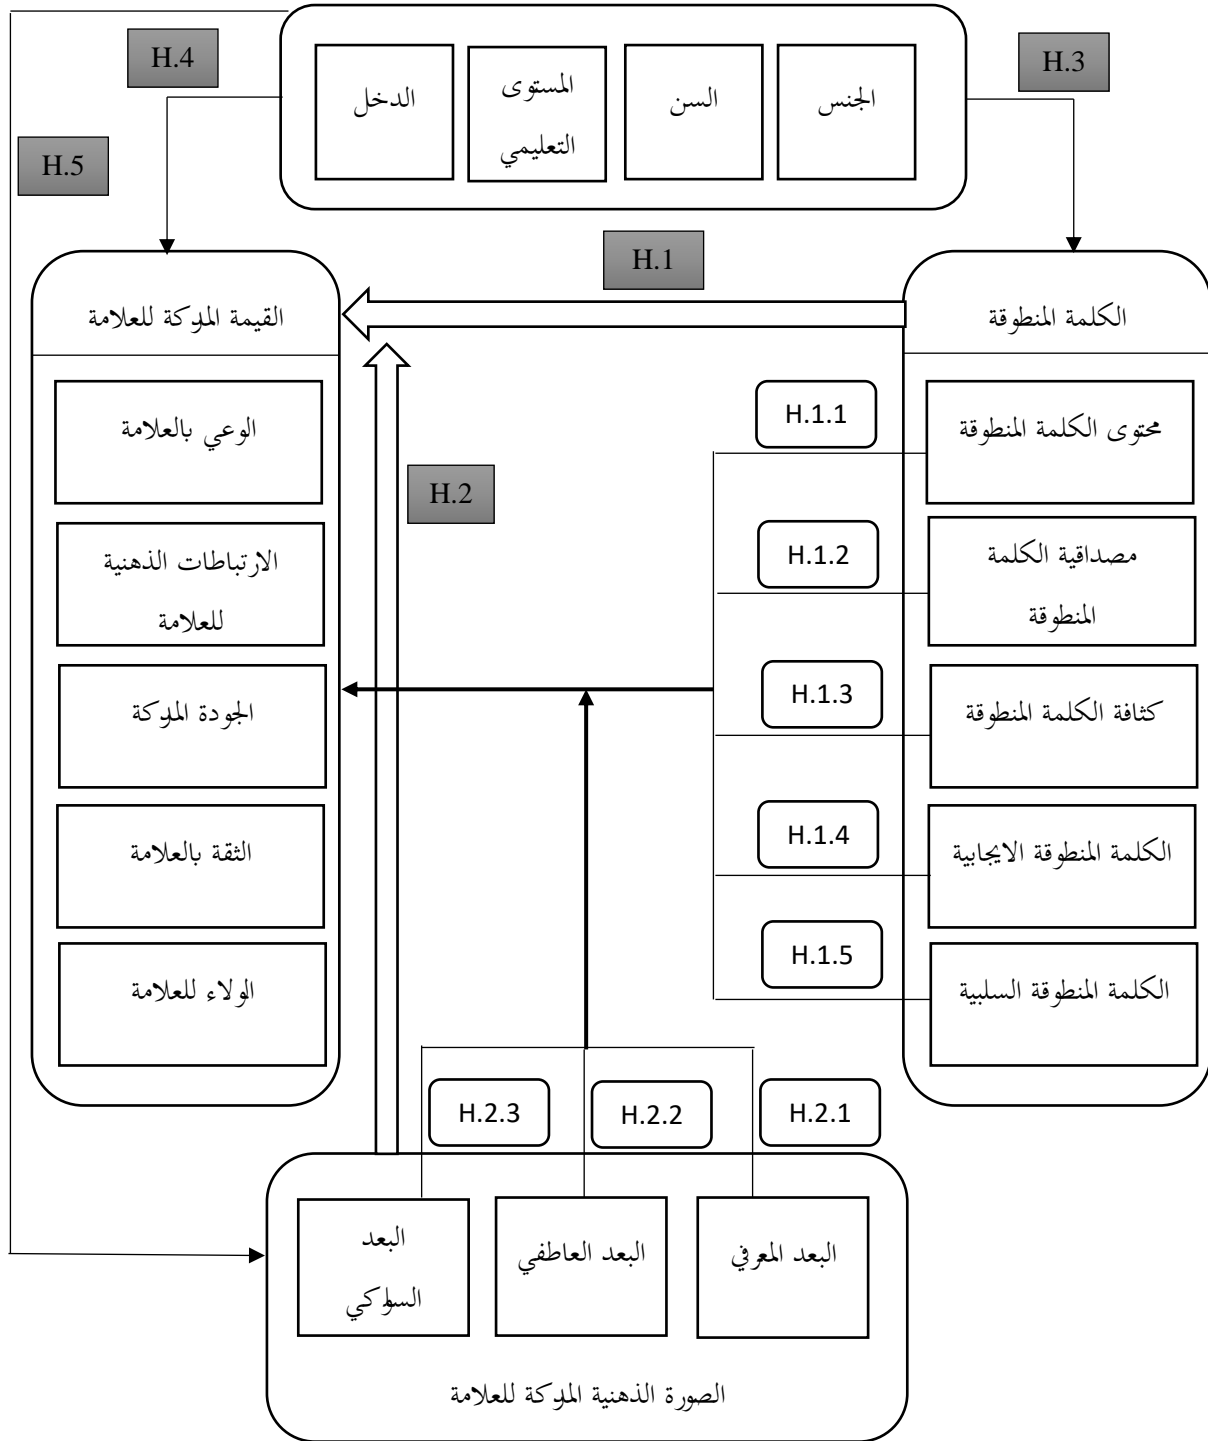 H.4
H.3
الجنس
السن
المستوى
التعليمي
الدخل
H.5
H.1
الكلمة المنطوقة
القيمة المدركة للعلامة
H.1.1
محتوى الكلمة المنطوقة
الوعي بالعلامة
H.2
H.1.2
مصداقية الكلمة
المنطوقة
الارتباطات الذهنية
للعلامة
H.1.3
كثافة الكلمة المنطوقة
الجودة المدركة
H.1.4
الكلمة المنطوقة الايجابية
الثقة بالعلامة
H.1.5
الكلمة المنطوقة السلبية
الولاء للعلامة
H.2.1
H.2.2
H.2.3
البعد المعرفي
البعد العاطفي
البعد
السلوكي
الصورة الذهنية المدركة للعلامة